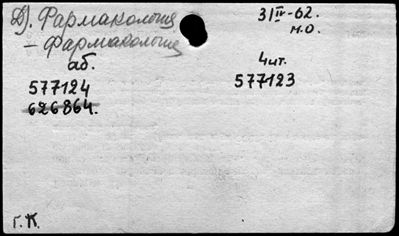 Д). Фармакология
– фармакология
31/IV-62.
м.о.
аб.
577124
626864.
Чит.
577123
Г.К.